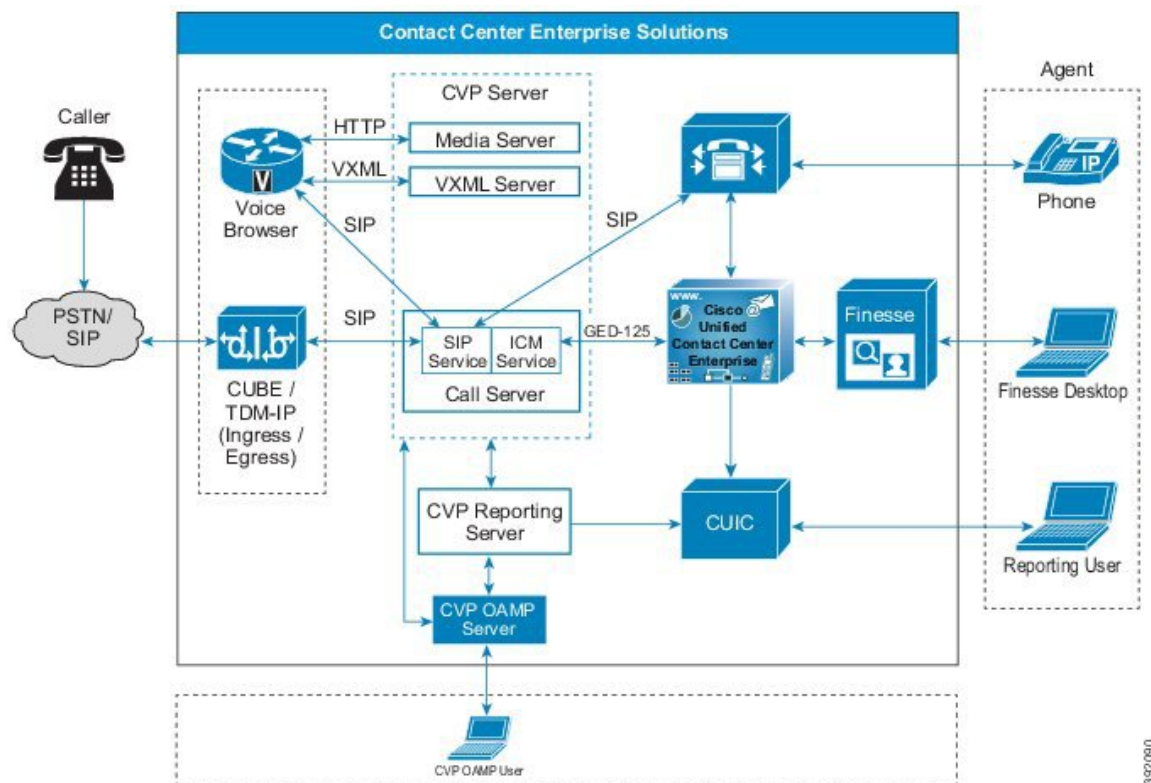 Contact Center Enterprise Solutions
Caller
PSTN/
SIP
Voice
Browser
V
CUBE /
TDM-IP
(Ingress /
Egress)
HTTP
VXML
SIP
SIP
SIP
CVP Server
Media Server
VXML Server
SIP
Service
ICM
Service
Call Server
GED-125
www.
Cisco @
Unified
Contact Center
Enterprise
Finesse
CVP Reporting
Server
CUIC
CVP OAMP
Server
CVP OAMP User
Agent
IP
Phone
Finesse Desktop
Reporting User
392090